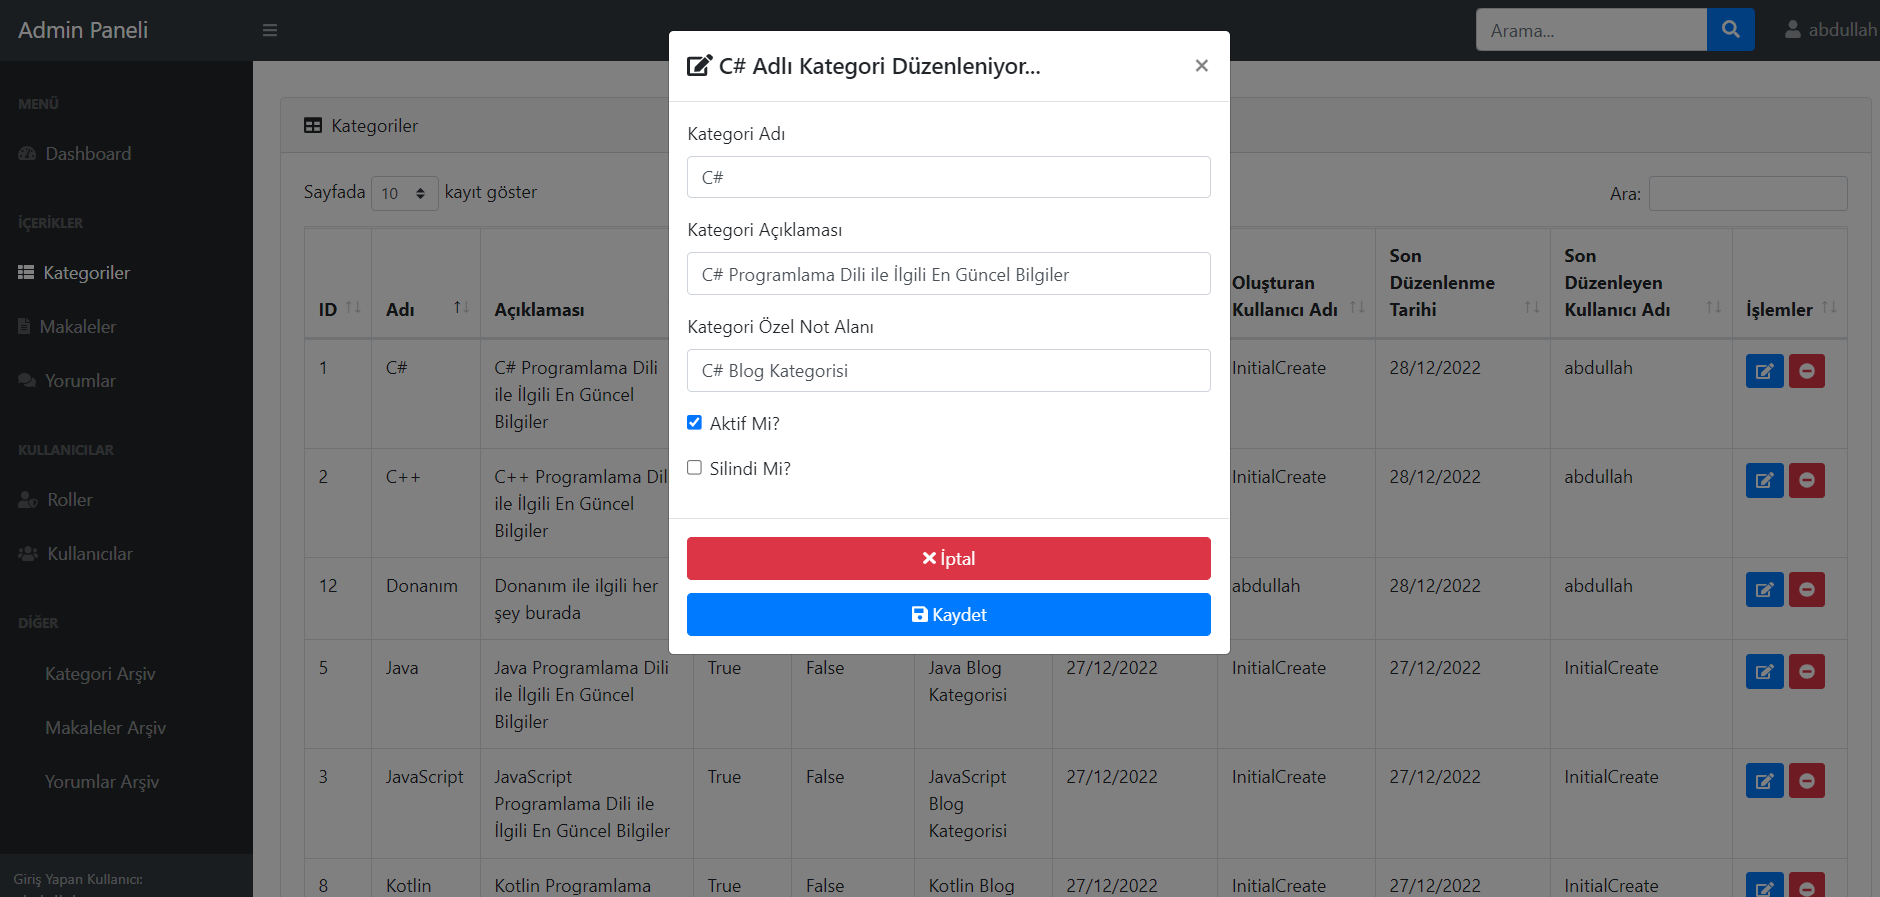 Admin Paneli
Arama...
abdullah
MENÜ
Dashboard
İÇERİKLER
Kategoriler
Makaleler
Yorumlar
KULLANICILAR
Roller
Kullanıcılar
DİĞER
Kategori Arşiv
Makaleler Arşiv
Yorumlar Arşiv
Giriş Yapan Kullanıcı:
C# Adlı Kategori Düzenleniyor...
×
Kategori Adı
C#
Kategori Açıklaması
C# Programlama Dili ile İlgili En Güncel Bilgiler
Kategori Özel Not Alanı
C# Blog Kategorisi
Aktif Mi?
Silindi Mi?
İptal
Kaydet
Kategoriler
Sayfada 10 kayıt göster
Ara:
ID
Adı
Açıklaması
Oluşturan
Kullanıcı Adı
Son
Düzenlenme
Tarihi
Son
Düzenleyen
Kullanıcı Adı
İşlemler
1
C#
C# Programlama Dili
ile İlgili En Güncel
Bilgiler
InitialCreate
28/12/2022
abdullah
2
C++
C++ Programlama Dil
ile İlgili En Güncel
Bilgiler
InitialCreate
28/12/2022
abdullah
12
Donanım
Donanım ile ilgili her
şey burada
abdullah
28/12/2022
abdullah
5
Java
Java Programlama Dili
ile İlgili En Güncel
Bilgiler
True
False
Java Blog
Kategorisi
27/12/2022
InitialCreate
27/12/2022
InitialCreate
3
JavaScript
JavaScript
Programlama Dili ile
İlgili En Güncel Bilgiler
True
False
JavaScript
Blog
Kategorisi
27/12/2022
InitialCreate
27/12/2022
InitialCreate
8
Kotlin
Kotlin Programlama
True
False
Kotlin Blog
27/12/2022
InitialCreate
27/12/2022
InitialCreate